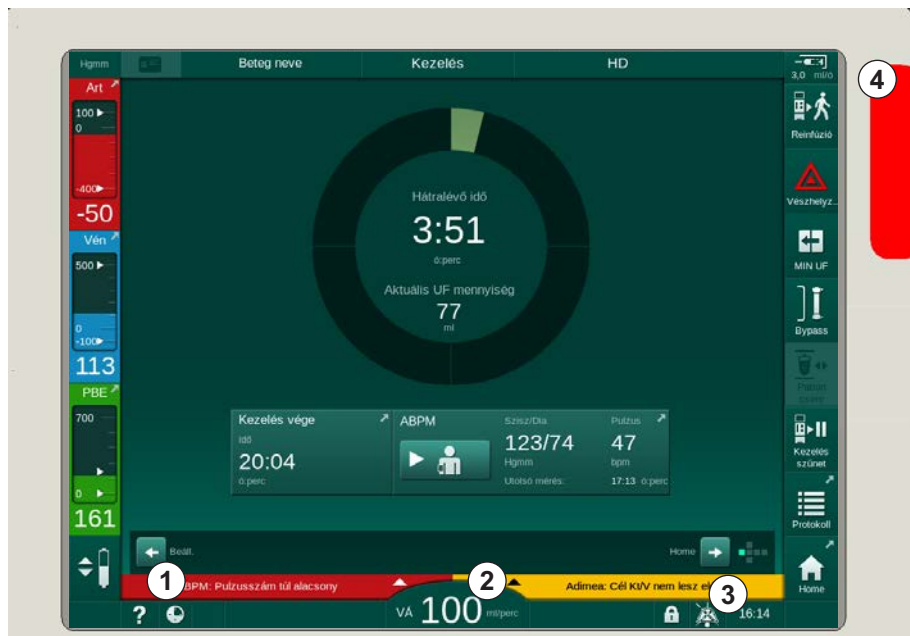 Hgmm
Beteg neve
Kezelés
HD
3,0 ml/ó
4
Art
100
0
-400
-50
Vén
500
0
-100
113
PBE
700
0
161
Hátralévő idő
3:51
ó:perc
Aktuális UF mennyiség
77
ml
Kezelés vége
Idő
20:04
ó:perc
ABPM
Szisz/Dia
Pulzus
123/74
47
Hgmm
bpm
Utolsó mérés:
17:13 ó:perc
Reinfúzió
Vészhelyz..
MIN UF
Bypass
Kezelés
szünet
Protokoll
Home
Beáll.
Home
1
BPM: Pulzusszám túl alacsony
2
Adimea: Cél Kt/V nem lesz el
3
?
VÁ 100 ml/perc
16:14